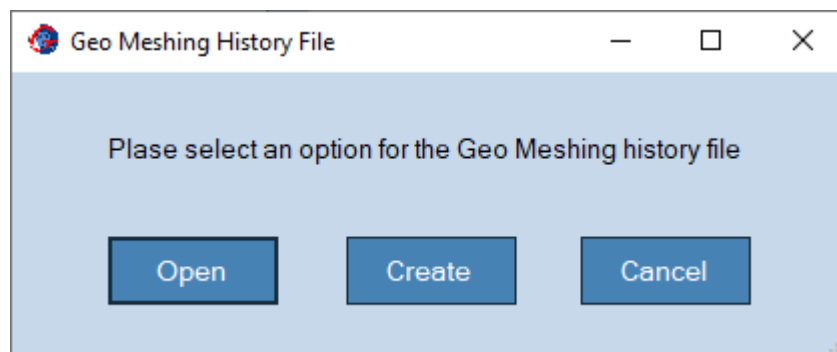 Geo Meshing History File
Plase select an option for the Geo Meshing history file
Open Create Cancel